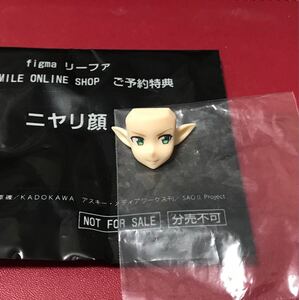 figma リーファ
MILE ONLINE SHOP ご予約特典
ニヤリ顔
／KADOKAWA アスキー・メディアワークス刊／SAOⅡ Project
NOT FOR SALE 分売不可